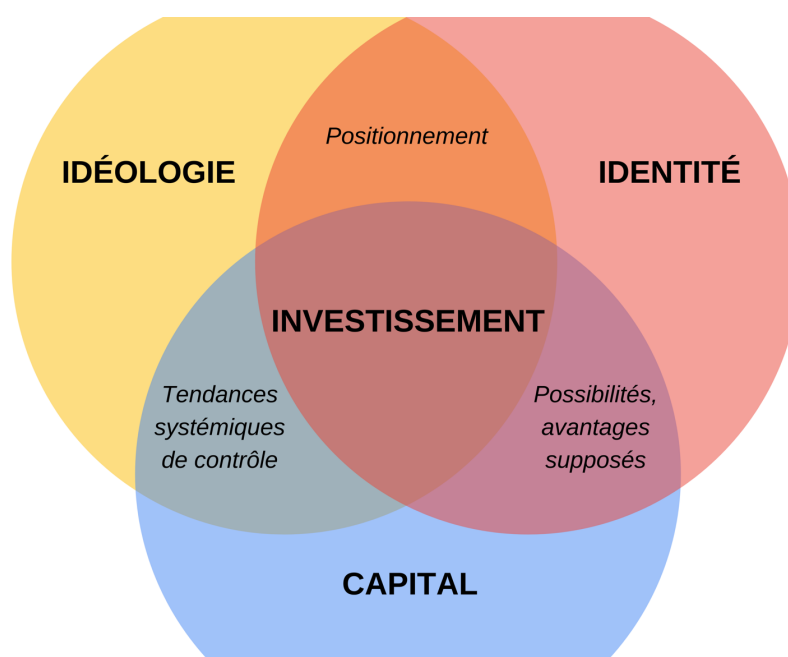 Positionnement
IDÉOLOGIE
IDENTITÉ
INVESTISSEMENT
Tendances
systémiques
de contrôle
Possibilités,
avantages
supposés
CAPITAL